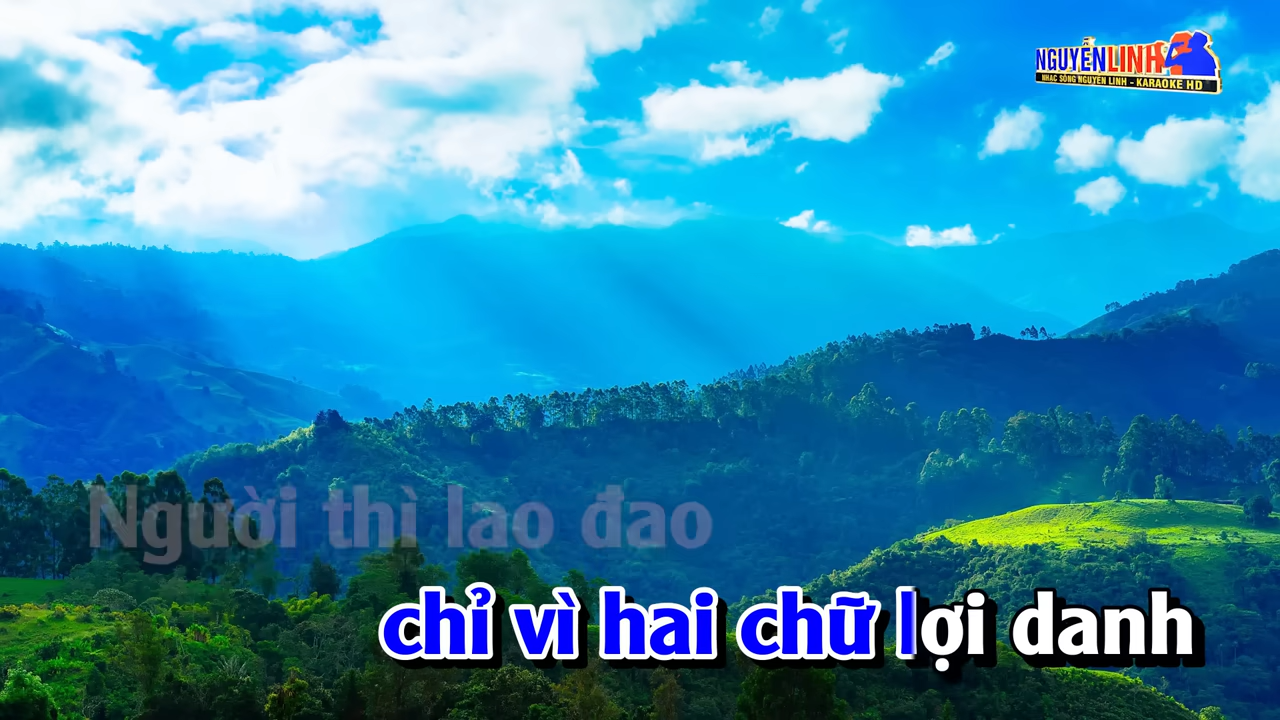 NGUYỄN LINH
NHẠC SỐNG NGUYỄN LINH - KARAOKE HD
Người thì lao đao
chỉ vì hai chữ lợi danh